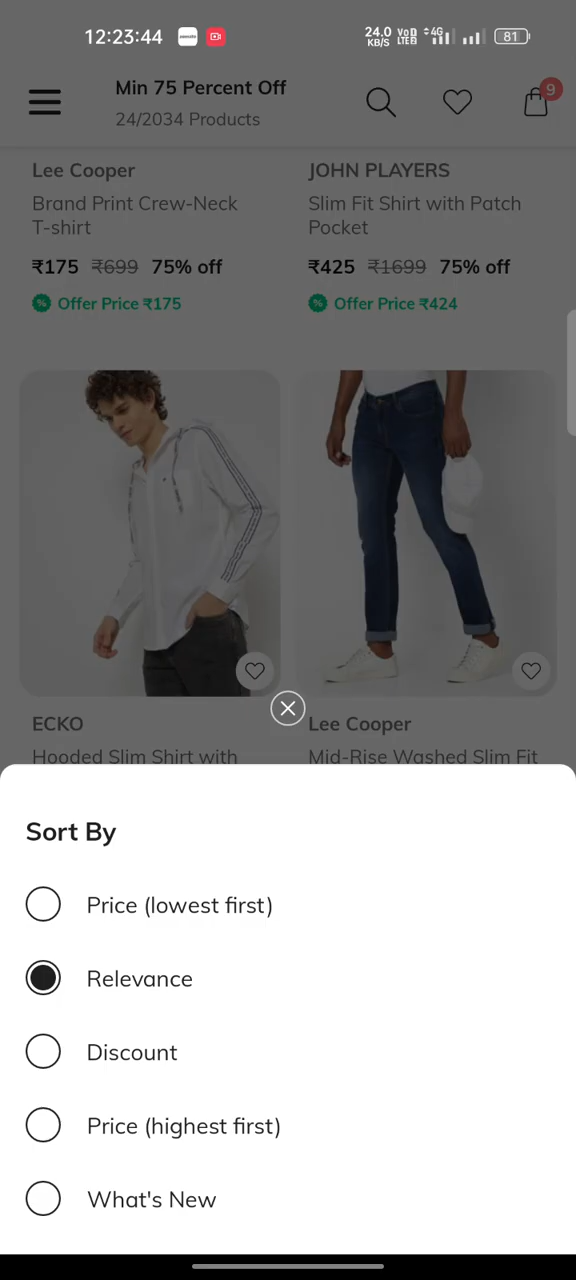 12:23:44
24.0 KB/S VoD LTE2 4G 81
Min 75 Percent Off
24/2034 Products
9
Lee Cooper
JOHN PLAYERS
Brand Print Crew-Neck
T-shirt
Slim Fit Shirt with Patch
Pocket
₹175 ₹699 75% off
₹425 ₹1699 75% off
% Offer Price ₹175
% Offer Price ₹424
ECKO
Lee Cooper
Hooded Slim Shirt with
Mid-Rise Washed Slim Fit
Sort By
Price (lowest first)
Relevance
Discount
Price (highest first)
What's New